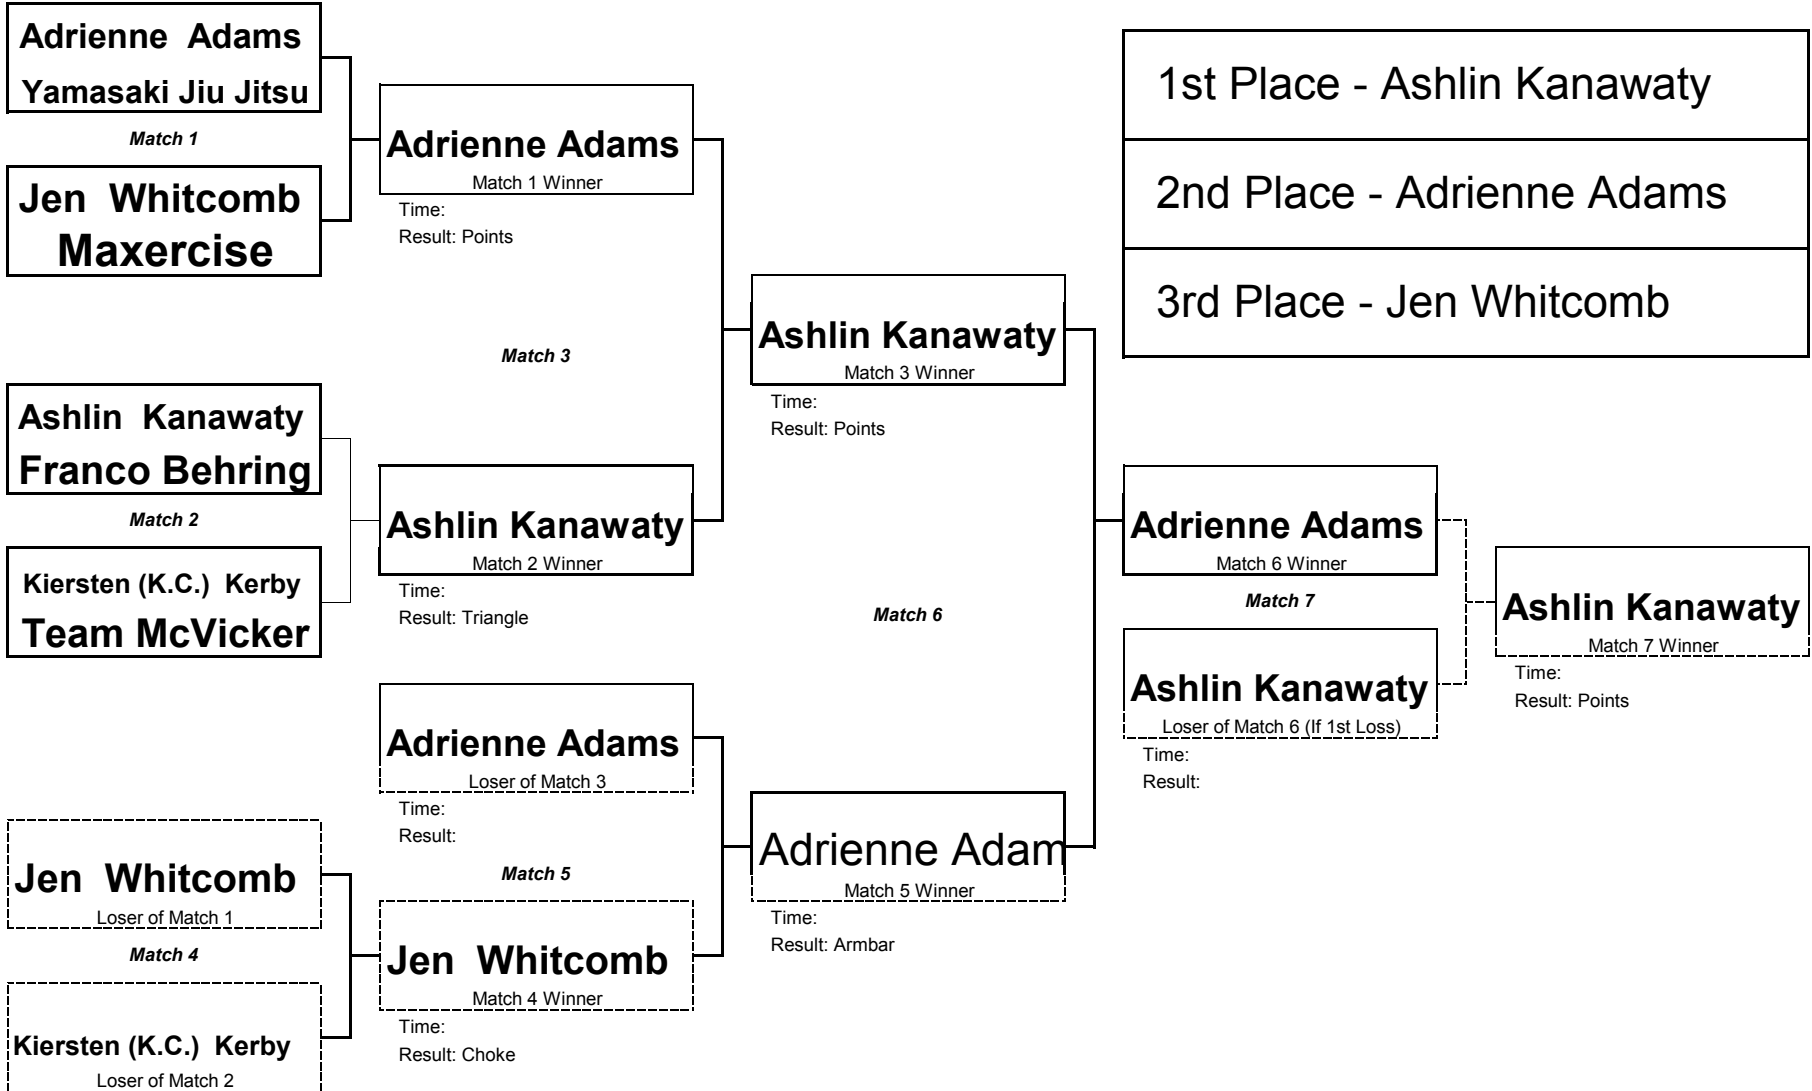 Adrienne Adams
Yamasaki Jiu Jitsu
Match 1
Jen Whitcomb
Maxercise
Adrienne Adams
Match 1 Winner
Time:
Result: Points
Match 3
Ashlin Kanawaty
Franco Behring
Match 2
Kiersten (K.C.) Kerby
Team McVicker
Ashlin Kanawaty
Match 2 Winner
Time:
Result: Triangle
Ashlin Kanawaty
Match 3 Winner
Time:
Result: Points
1st Place - Ashlin Kanawaty
2nd Place - Adrienne Adams
3rd Place - Jen Whitcomb
Match 6
Adrienne Adams
Match 6 Winner
Match 7
Ashlin Kanawaty
Loser of Match 6 (If 1st Loss)
Time:
Result:
Ashlin Kanawaty
Match 7 Winner
Time:
Result: Points
Adrienne Adams
Loser of Match 3
Time:
Result:
Match 5
Jen Whitcomb
Loser of Match 1
Match 4
Kiersten (K.C.) Kerby
Loser of Match 2
Jen Whitcomb
Match 4 Winner
Time:
Result: Choke
Adrienne Adam
Match 5 Winner
Time:
Result: Armbar